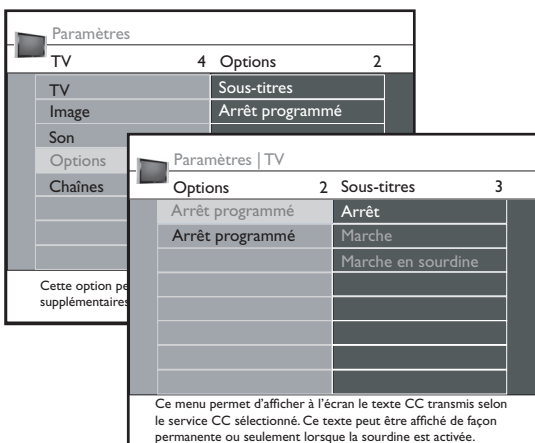 Paramètres
TV 4 Options 2
TV Sous-titres
Image Arrêt programmé
Son
Options
Chaînes
Cette option pe
supplémentaires
Paramètres | TV
Options 2 Sous-titres 3
Arrêt programmé Arrêt
Arrêt programmé Marche
Marche en sourdine
Ce menu permet d'afficher à l'écran le texte CC transmis selon
le service CC sélectionné. Ce texte peut être affiché de façon
permanente ou seulement lorsque la sourdine est activée.